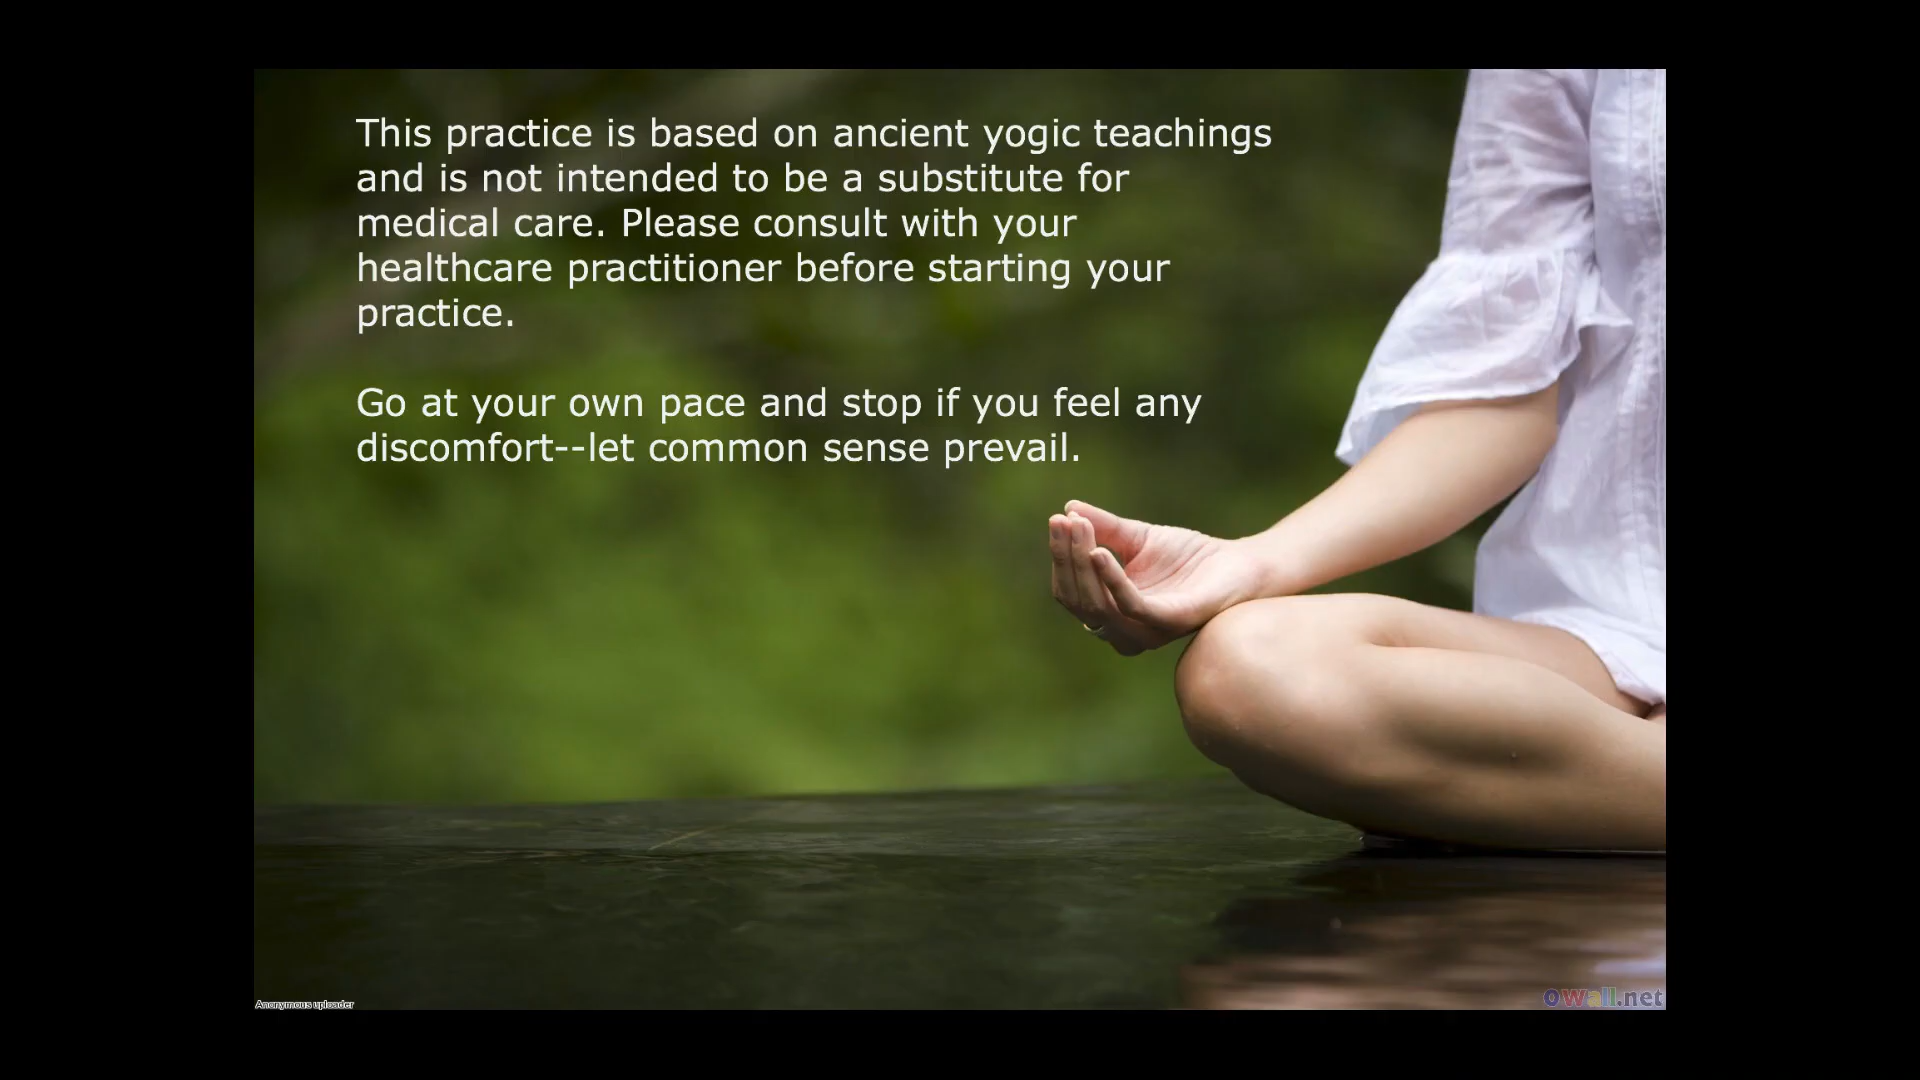 This practice is based on ancient yogic teachings
and is not intended to be a substitute for
medical care. Please consult with your
healthcare practitioner before starting your
practice.
Go at your own pace and stop if you feel any
discomfort--let common sense prevail.
Anonymous uploader
Owall.net